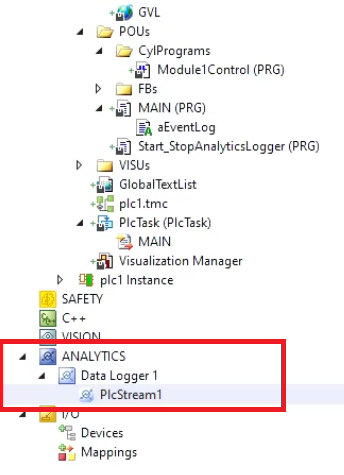 GVL
POUs
CylPrograms
Module1Control (PRG)
FBs
MAIN (PRG)
aEventLog
Start_StopAnalyticsLogger (PRG)
VISUs
GlobalTextList
plc1.tmc
PlcTask (PlcTask)
MAIN
Visualization Manager
plc1 Instance
SAFETY
C++
VISION
ANALYTICS
Data Logger 1
PlcStream1
I/O
Devices
Mappings